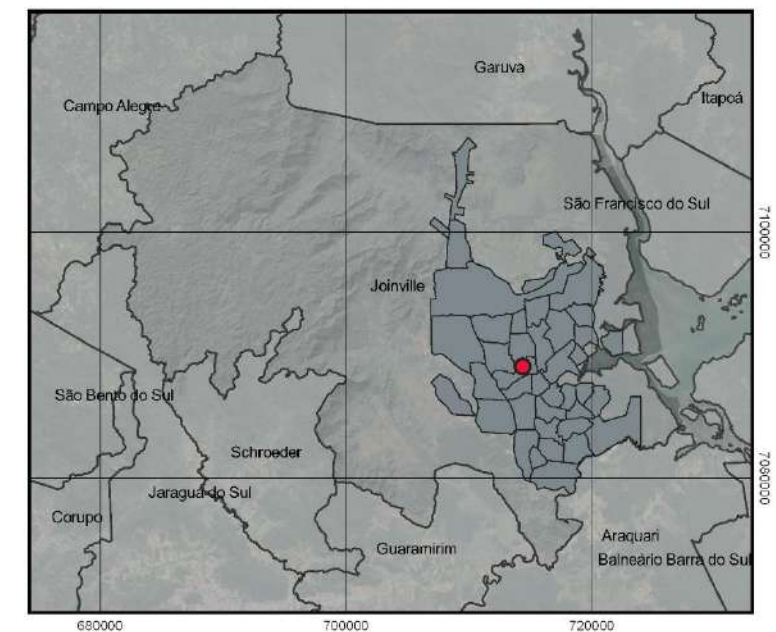 Garuva
Campo Alegre
Itapoá
São Francisco do Sul
7100000
Joinville
São Bento do Sul
Schroeder
Jaraguá do Sul
7080000
Corupo
Araquari
Guaramirim
Balneário Barra do Sul
680000
700000
720000